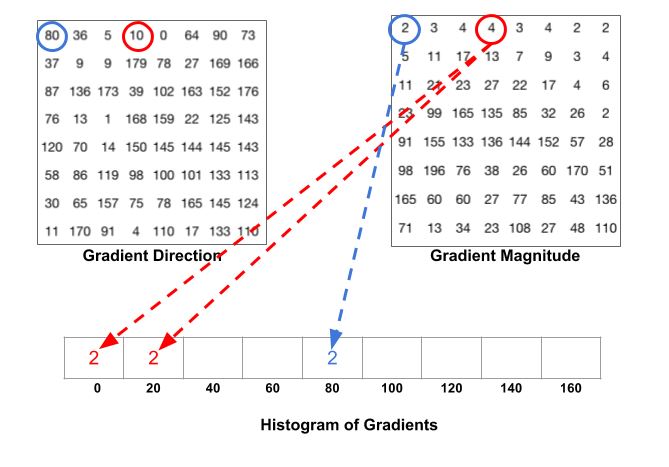 80 36 5 10 0 64 90 73
37 9 9 179 78 27 169 166
87 136 173 39 102 163 152 176
76 13 1 168 159 22 125 143
120 70 14 150 145 144 145 143
58 86 119 98 100 101 133 113
30 65 157 75 78 165 145 124
11 170 91 4 110 17 133 110
Gradient Direction
2 3 4 4 3 4 2 2
5 11 17 13 7 9 3 4
11 21 23 27 22 17 4 6
23 99 165 135 85 32 26 2
91 155 133 136 144 152 57 28
98 196 76 38 26 60 170 51
165 60 60 27 77 85 43 136
71 13 34 23 108 27 48 110
Gradient Magnitude
2 2 2
0 20 40 60 80 100 120 140 160
Histogram of Gradients